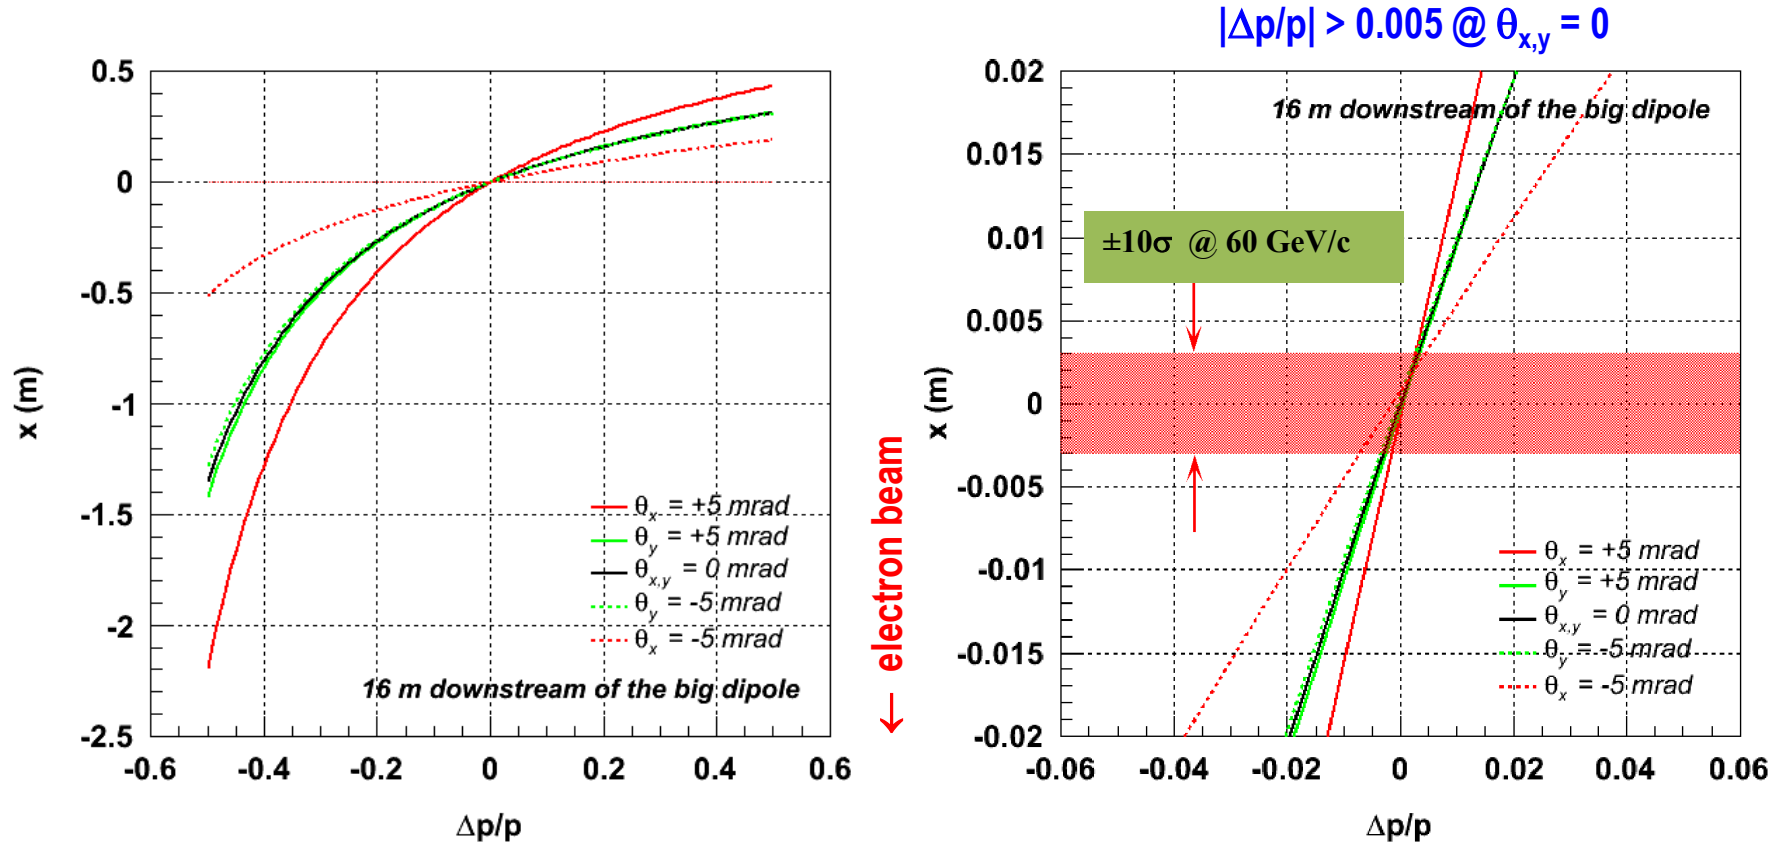 |Δp/p| > 0.005 @ θx,y = 0
0.5
0
-0.5
-1
-1.5
-2
-2.5
-0.6 -0.4 -0.2 0 0.2 0.4 0.6
x (m)
Δp/p
θx = +5 mrad
θy = +5 mrad
θx,y = 0 mrad
θy = -5 mrad
θx = -5 mrad
16 m downstream of the big dipole
← electron beam
0.02
0.015
0.01
0.005
0
-0.005
-0.01
-0.015
-0.02
-0.06 -0.04 -0.02 0 0.02 0.04 0.06
x (m)
Δp/p
16 m downstream of the big dipole
±10σ @ 60 GeV/c
θx = +5 mrad
θy = +5 mrad
θx,y = 0 mrad
θy = -5 mrad
θx = -5 mrad